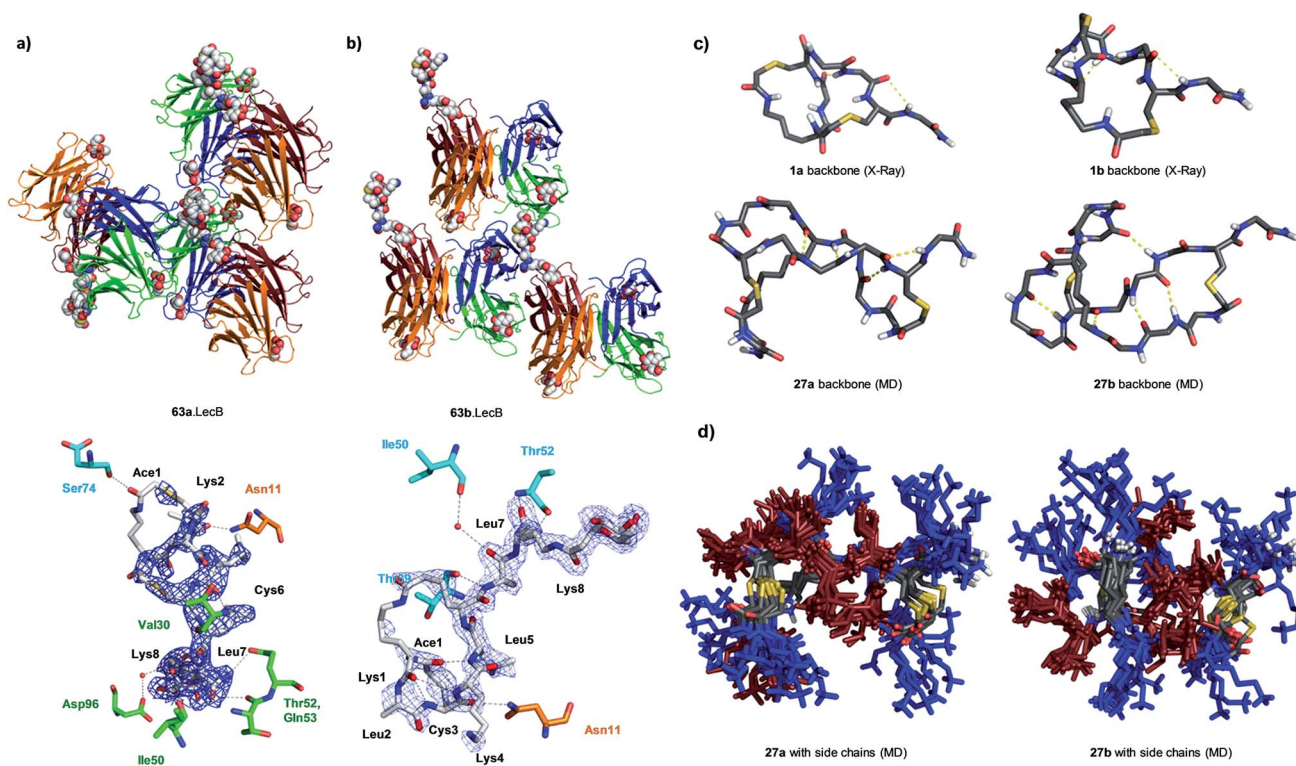 a)
b)
63a.LecB
63b.LecB
Ser74
Ace1
Lys2
Asn11
Cys6
Val30
Lys8
Leu7
Asp96
Thr52,
Gln53
Ile50
Ile50
Thr52
Leu7
Lys8
Ace1
Leu5
Lys1
Leu2
Cys3
Lys4
Asn11
c)
1a backbone (X-Ray)
1b backbone (X-Ray)
27a backbone (MD)
27b backbone (MD)
d)
27a with side chains (MD)
27b with side chains (MD)